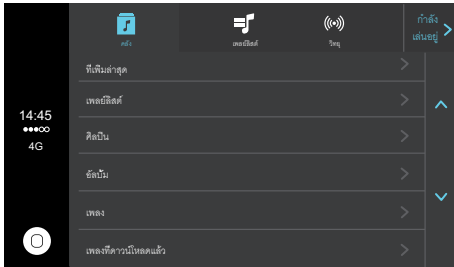 คลัง
เพลย์ลิสต์
วิทยุ
กำลัง
เล่นอยู่
ที่เพิ่มล่าสุด
เพลย์ลิสต์
ศิลปิน
อัลบั้ม
เพลง
เพลงที่ดาวน์โหลดแล้ว
14:45
4G